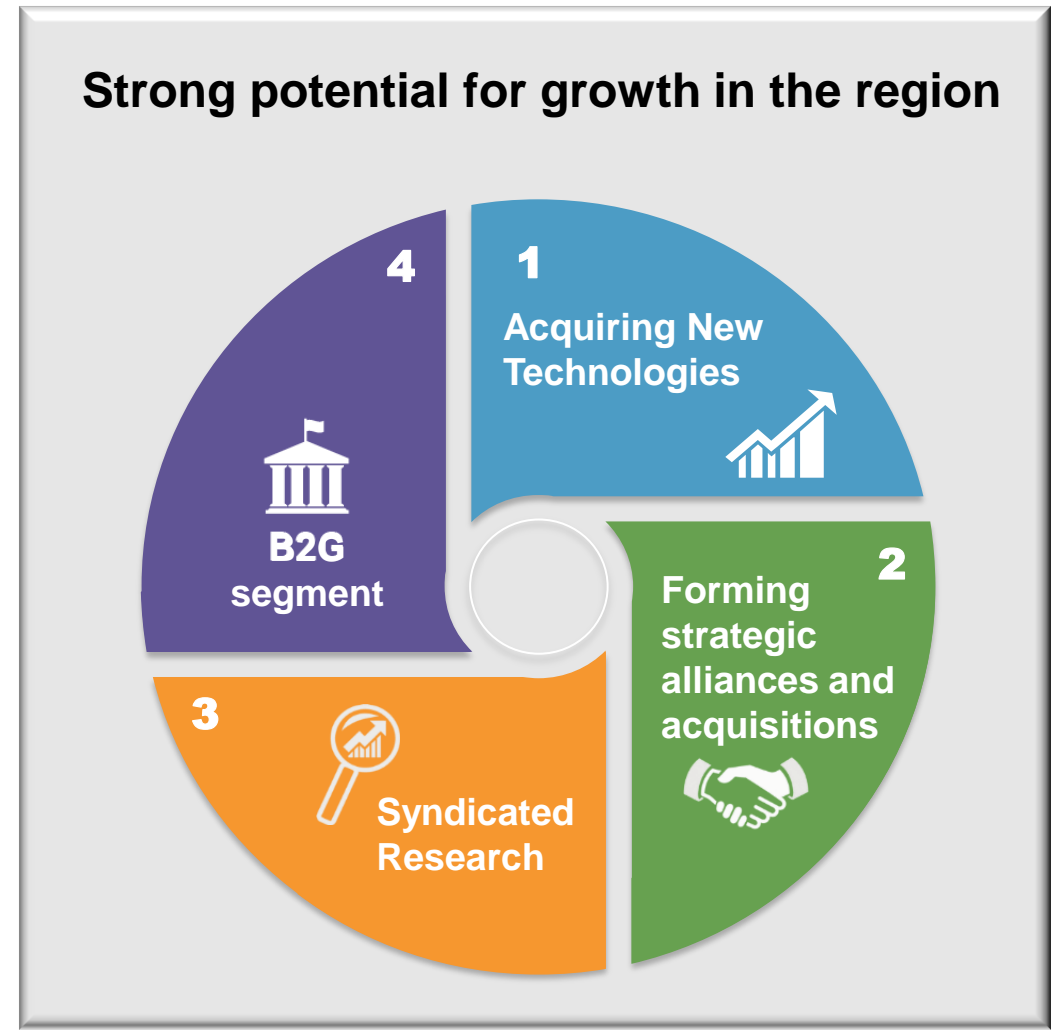 Strong potential for growth in the region
1
Acquiring New
Technologies
2
Forming
strategic
alliances and
acquisitions
3
Syndicated
Research
4
B2G
segment